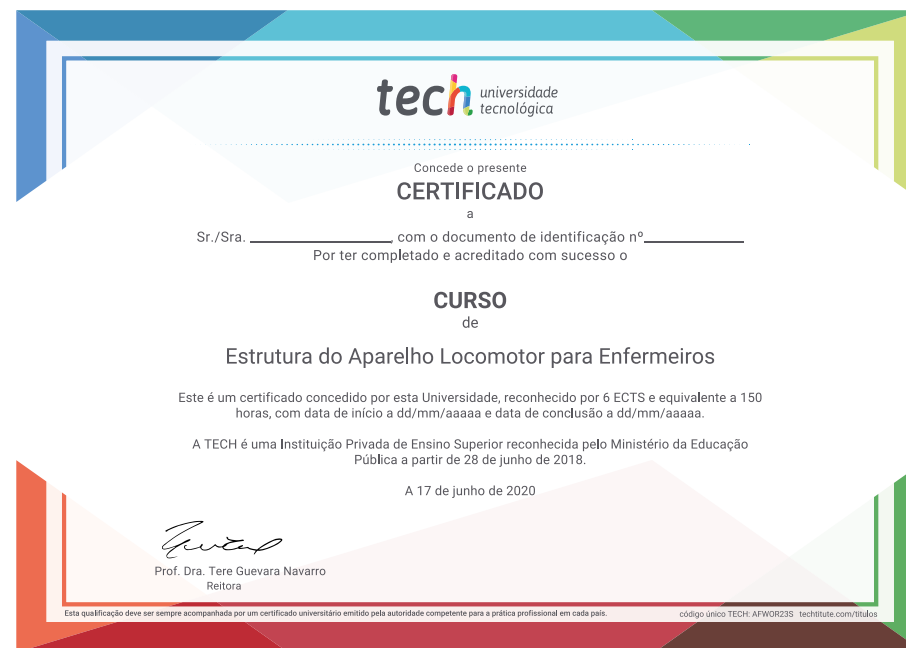 tech universidade
tecnológica
Concede o presente
CERTIFICADO
a
Sr./Sra. ____________________, com o documento de identificação nº______________
Por ter completado e acreditado com sucesso o
CURSO
de
Estrutura do Aparelho Locomotor para Enfermeiros
Este é um certificado concedido por esta Universidade, reconhecido por 6 ECTS e equivalente a 150
horas, com data de início a dd/mm/aaaaa e data de conclusão a dd/mm/aaaaa.
A TECH é uma Instituição Privada de Ensino Superior reconhecida pelo Ministério da Educação
Pública a partir de 28 de junho de 2018.
A 17 de junho de 2020
Prof. Dra. Tere Guevara Navarro
Reitora
Esta qualificação deve ser sempre acompanhada por um certificado universitário emitido pela autoridade competente para a prática profissional em cada país.
código único TECH: AFWOR23S techtitute.com/titulos